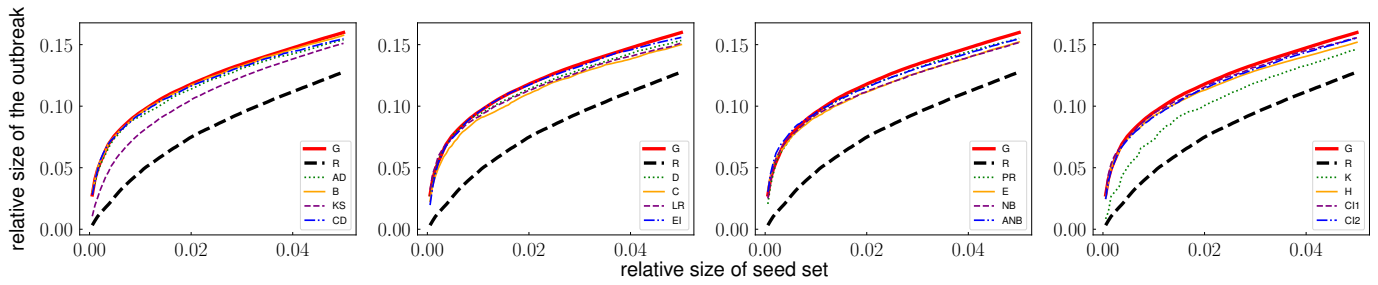 relative size of the outbreak
0.15
0.10
0.05
0.00
0.00
0.02
0.04
G
R
AD
B
KS
CD
0.15
0.10
0.05
0.00
0.00
0.02
0.04
G
R
D
C
LR
EI
0.15
0.10
0.05
0.00
0.00
0.02
0.04
G
R
PR
E
NB
ANB
0.15
0.10
0.05
0.00
0.00
0.02
0.04
G
R
K
H
CI1
CI2
relative size of seed set